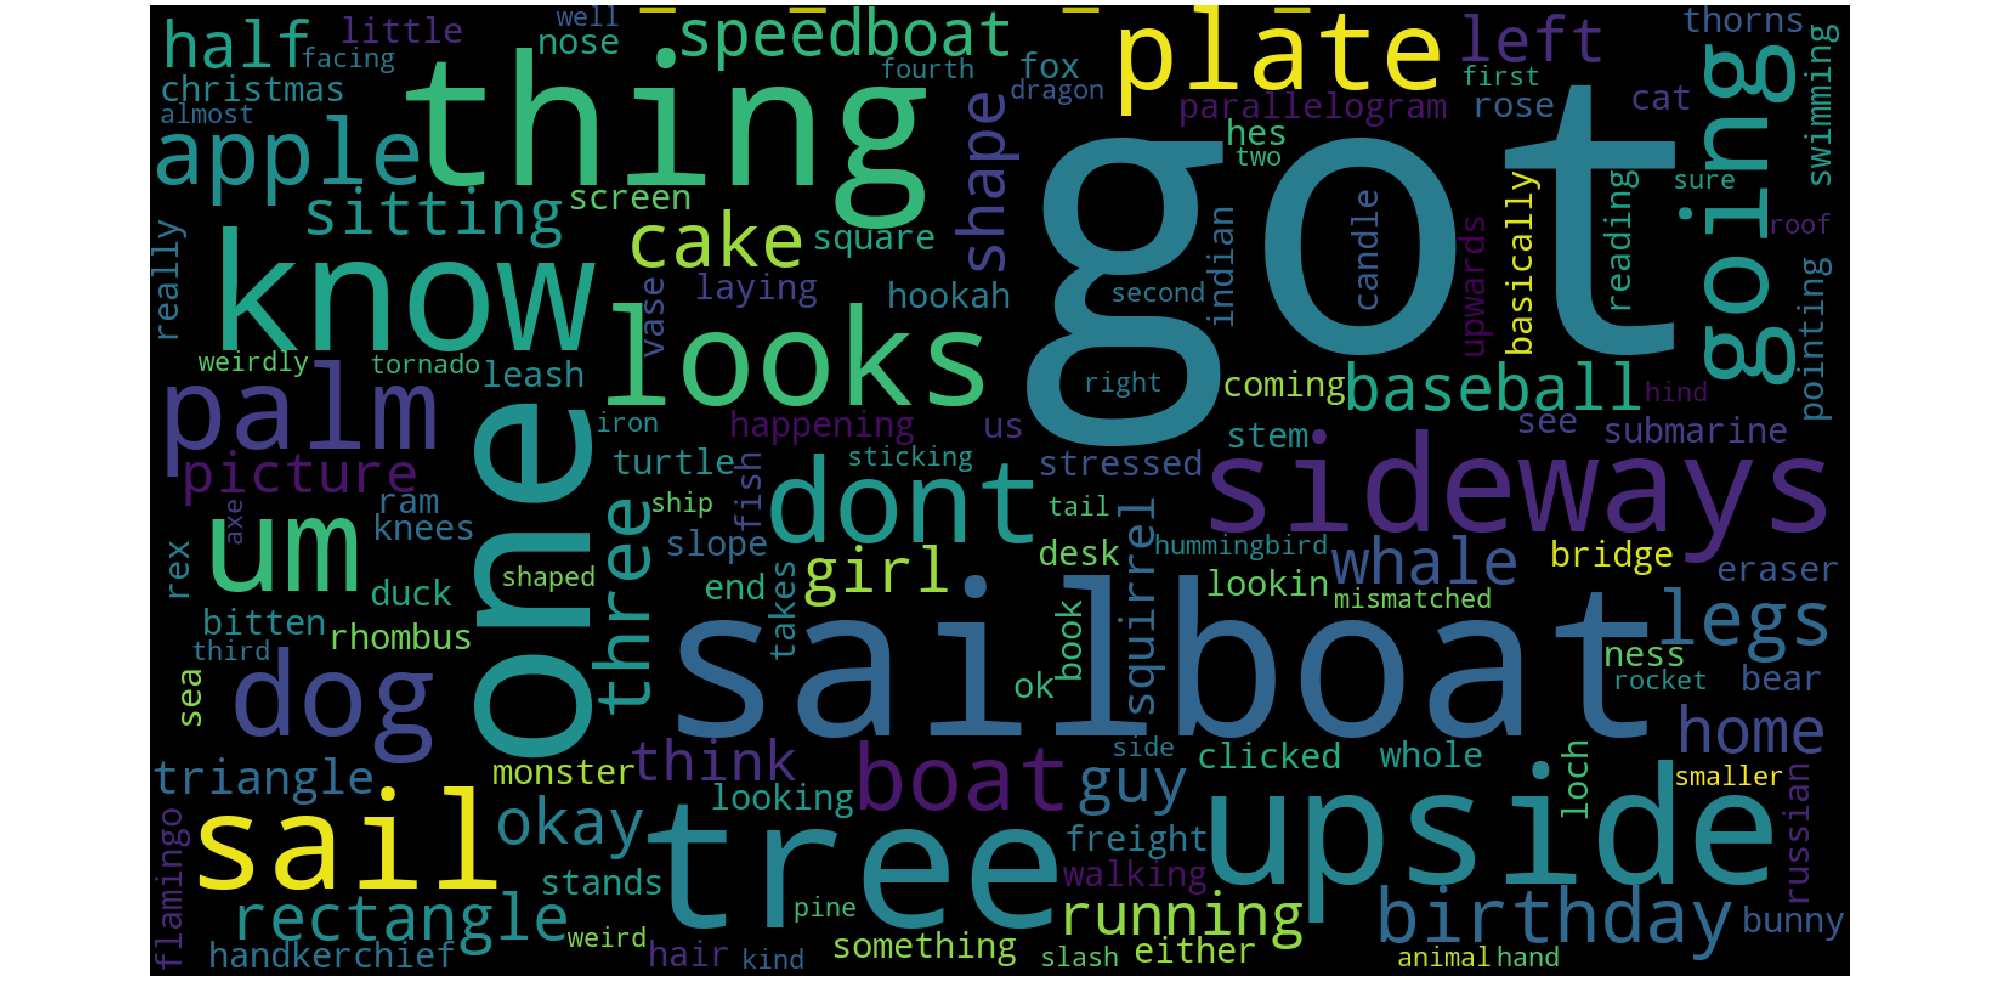 half
facing
little
well
nose
speedboat
fourth
fox
dragon
plate
left
first
thorns
christmas
almost
thing
shape
parallelogram
rose
cat
going
swimming
apple
sitting
screen
cake
square
hes
two
got
sure
roof
reading
basically
candle
upwards
indian
second
really
know
laying
vase
hookah
looks
weirdly
tornado
leash
right
coming
baseball
hind
pointing
palm
one
iron
happening
us
stem
see
submarine
picture
turtle
fish
sticking
stressed
sideways
ram
knees
axe
um
three
ship
dont
tail
squirrel
rex
duck
shaped
slope
end
takes
girl
desk
hummingbird
lookin
whale
mismatched
bridge
eraser
bitten
rhombus
third
sailboat
book
ok
legs
ness
rocket
bear
sea
dog
home
triangle
monster
think
looking
boat
side
guy
clicked
whole
loch
smaller
russian
sail
okay
tree
freight
walking
upside
flamingo
rectangle
stands
pine
running
birthday
bunny
handkerchief
weird
hair
kind
something
slash
either
animal
hand